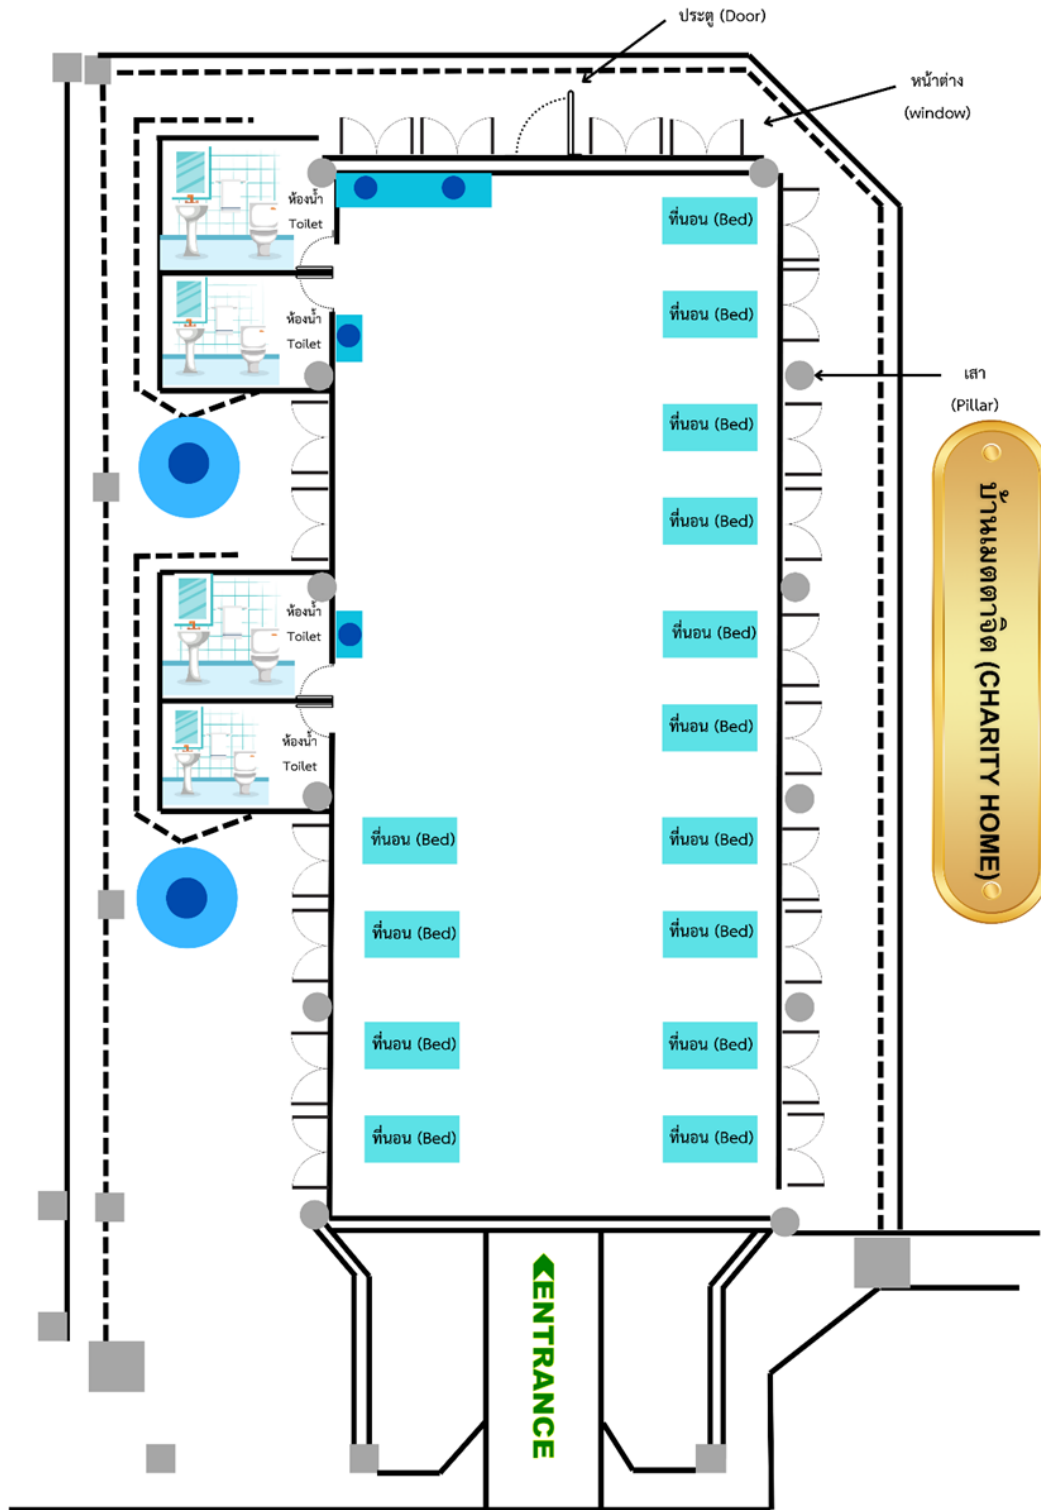 ประตู (Door)
หน้าต่าง
(window)
ห้องน้ำ
Toilet
ที่นอน (Bed)
ห้องน้ำ
Toilet
ที่นอน (Bed)
เสา
(Pillar)
ที่นอน (Bed)
บ้านเมตตาจิต (CHARITY HOME)
ที่นอน (Bed)
ห้องน้ำ
Toilet
ที่นอน (Bed)
ห้องน้ำ
Toilet
ที่นอน (Bed)
ที่นอน (Bed)
ที่นอน (Bed)
ที่นอน (Bed)
ที่นอน (Bed)
ที่นอน (Bed)
ที่นอน (Bed)
ที่นอน (Bed)
ที่นอน (Bed)
ENTRANCE